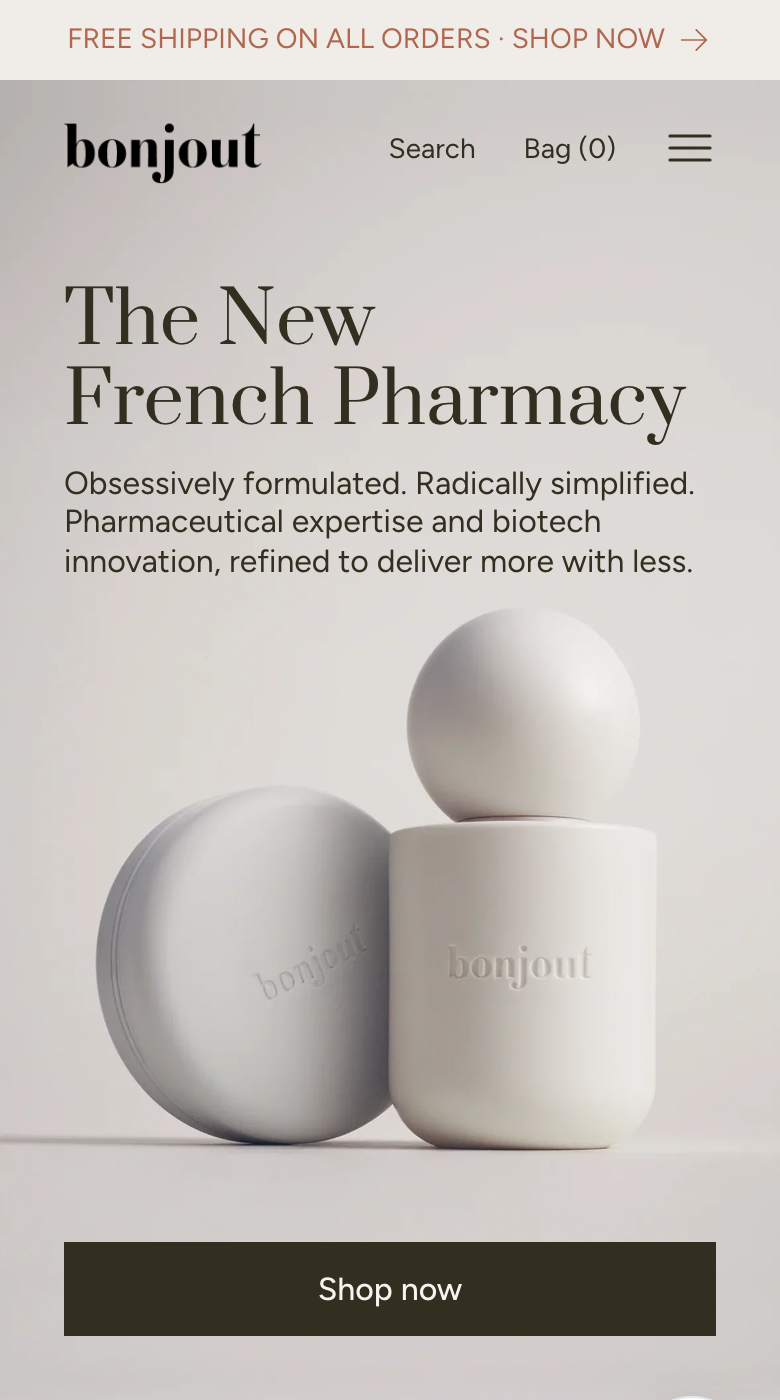 FREE SHIPPING ON ALL ORDERS · SHOP NOW →
bonjout
Search
Bag (0)
The New
French Pharmacy
Obsessively formulated. Radically simplified.
Pharmaceutical expertise and biotech
innovation, refined to deliver more with less.
bonjout
bonjout
Shop now